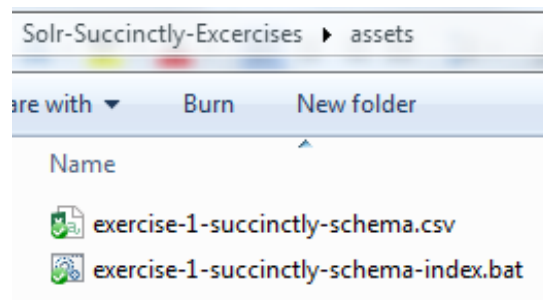 Solr-Succinctly-Excercises ▸ assets
are with ▾ Burn New folder
Name
exercise-1-succinctly-schema.csv
exercise-1-succinctly-schema-index.bat